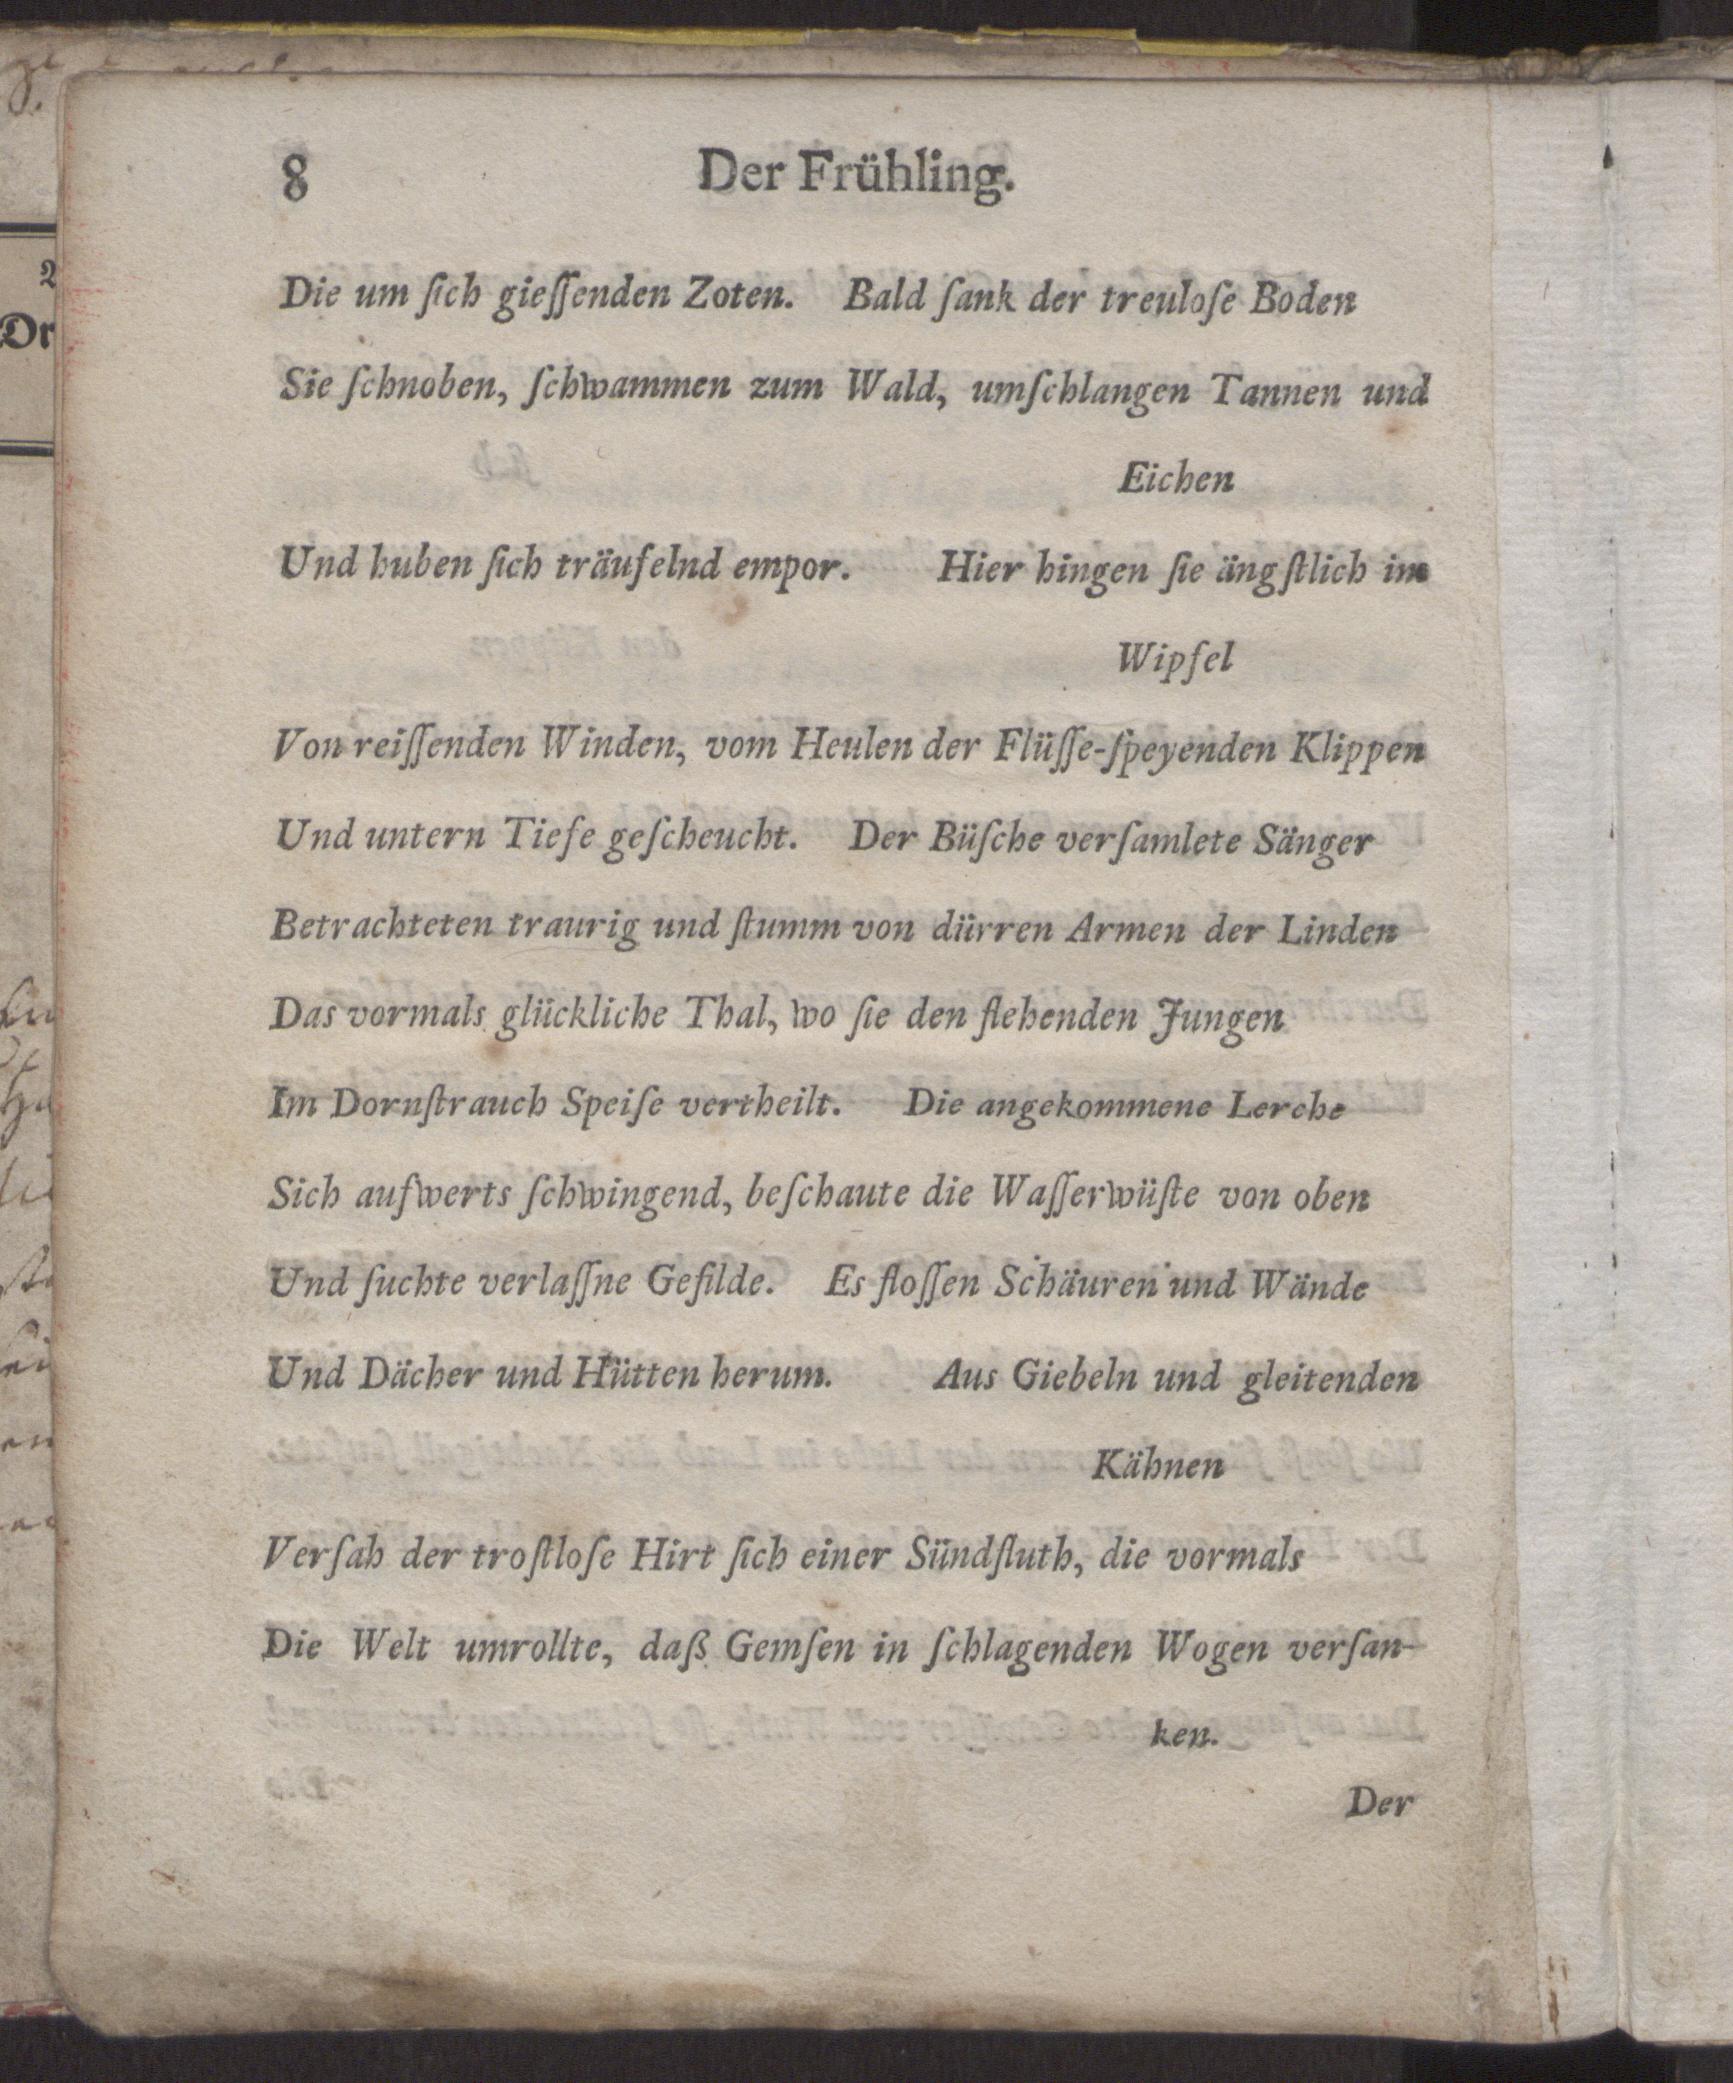 8 Der Frühling.
Die um ſich gieſſenden Zoten. Bald ſank der treuloſe Boden
Sie ſchnoben, ſchwammen zum Wald, umſchlangen Tannen und
Eichen
Und huben ſich träufelnd empor. Hier hingen ſie ängſtlich im
Wipfel
Von reiſſenden Winden, vom Heulen der Flüſſe-ſpeyenden Klippen
Und untern Tiefe geſcheucht. Der Büſche verſamlete Sänger
Betrachteten traurig und ſtumm von dürren Armen der Linden
Das vormals glückliche Thal, wo ſie den flehenden Jungen
Im Dornſtrauch Speiſe vertheilt. Die angekommene Lerche
Sich aufwerts ſchwingend, beſchaute die Waſſerwüſte von oben
Und ſuchte verlaſſne Gefilde. Es floſſen Schäuren und Wände
Und Dächer und Hütten herum. Aus Giebeln und gleitenden
Kähnen
Verſah der troſtloſe Hirt ſich einer Sündfluth, die vormals
Die Welt umrollte, daß Gemſen in ſchlagenden Wogen verſan-
ken.
Der